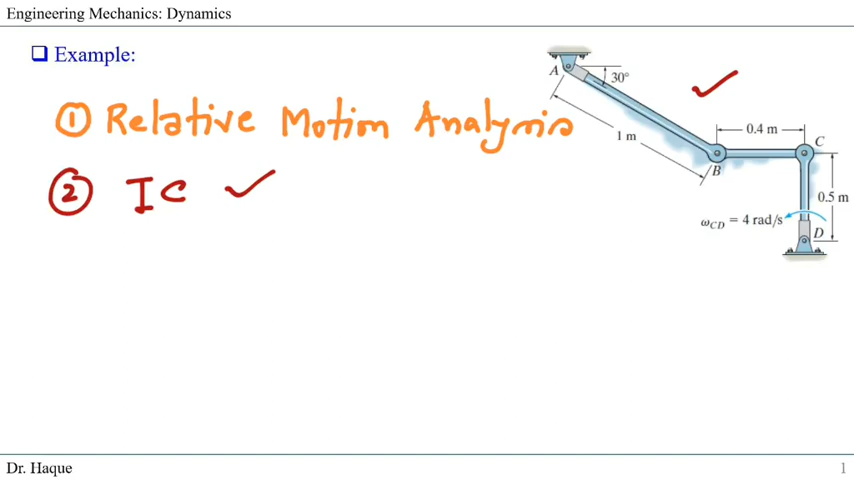 Engineering Mechanics: Dynamics
Example:
① Relative Motion Analysis
② IC ✓
A
30°
1 m
0.4 m
C
B
0.5 m
ωCD = 4 rad/s
D
Dr. Haque
1